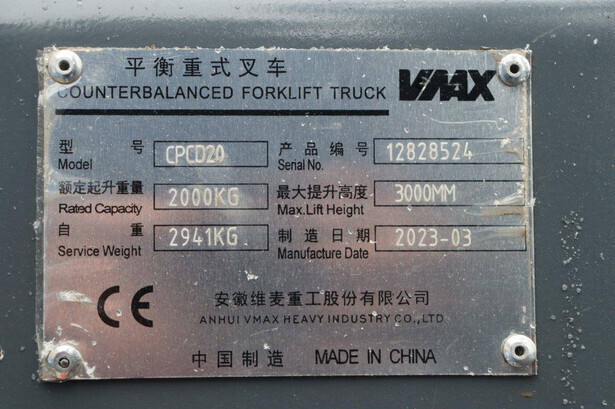 平衡重式叉车
COUNTERBALANCED FORKLIFT TRUCK VMAX
型 号 CPCD20 产品编号 12828524
Model Serial No.
额定起升重量 2000KG 最大提升高度 3000MM
Rated Capacity Max.Lift Height
自 重 2941KG 制造日期 2023-03
Service Weight Manufacture Date
CE 安徽维麦重工股份有限公司
ANHUI VMAX HEAVY INDUSTRY CO.,LTD
中国制造 MADE IN CHINA